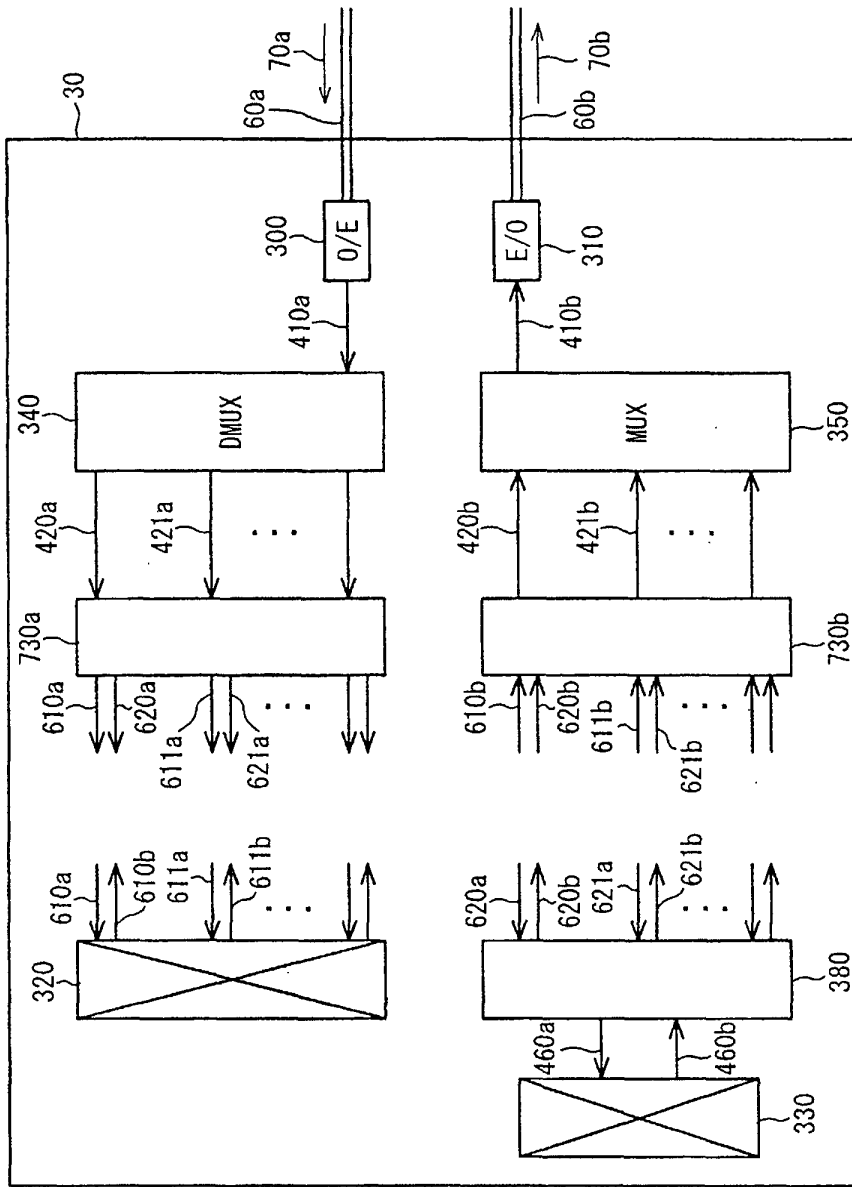 30
70a
60a
300
O/E
410a
340
DMUX
420a
421a
...
730a
610a
620a
611a
621a
...
610a
610b
611a
611b
...
320
70b
60b
E/O
310
410b
MUX
350
420b
421b
...
730b
610b
620b
611b
621b
...
620a
620b
621a
621b
...
380
460a
460b
330